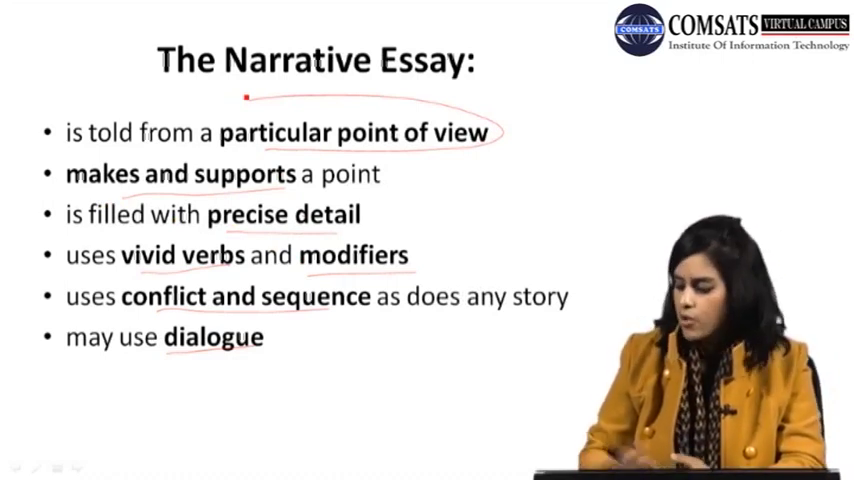 COMSATS VIRTUAL CAMPUS
COMSATS
Institute Of Information Technology
The Narrative Essay:
• is told from a particular point of view
• makes and supports a point
• is filled with precise detail
• uses vivid verbs and modifiers
• uses conflict and sequence as does any story
• may use dialogue